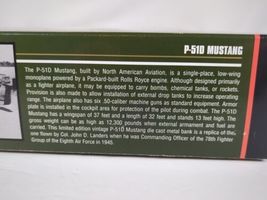 P-51D MUSTANG
The P-51D Mustang, built by North American Aviation, is a single-place, low-wing
monoplane powered by a Packard-built Rolls Royce engine. Although designed primarily
as a fighter airplane, it may be equipped to carry bombs, chemical tanks, or rockets.
Provision is also made to allow installation of external drop tanks to increase operating
range. The airplane also has six .50-caliber machine guns as standard equipment. Armor
plate is installed in the cockpit area for protection of the pilot during combat. The P-51D
Mustang has a wingspan of 37 feet and a length of 32 feet and stands 13 feet high. The
gross weight can be as high as 12,300 pounds when external armament and fuel are
carried. This limited edition vintage P-51D Mustang die cast metal bank is a replica of the
one flown by Col. John D. Landers when he was Commanding Officer of the 78th Fighter
Group of the Eighth Air Force in 1945.